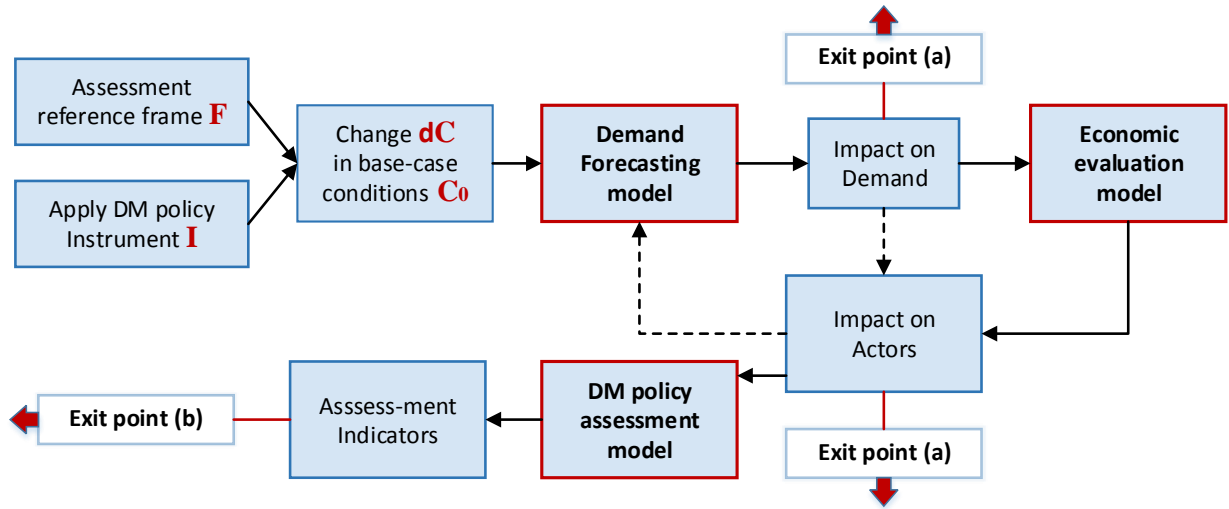 Assessment
reference frame F
Apply DM policy
Instrument I
Change dC
in base-case
conditions C₀
Demand
Forecasting
model
Exit point (a)
Impact on
Demand
Economic
evaluation
model
Impact on
Actors
DM policy
assessment
model
Asssess-ment
Indicators
Exit point (b)
Exit point (a)